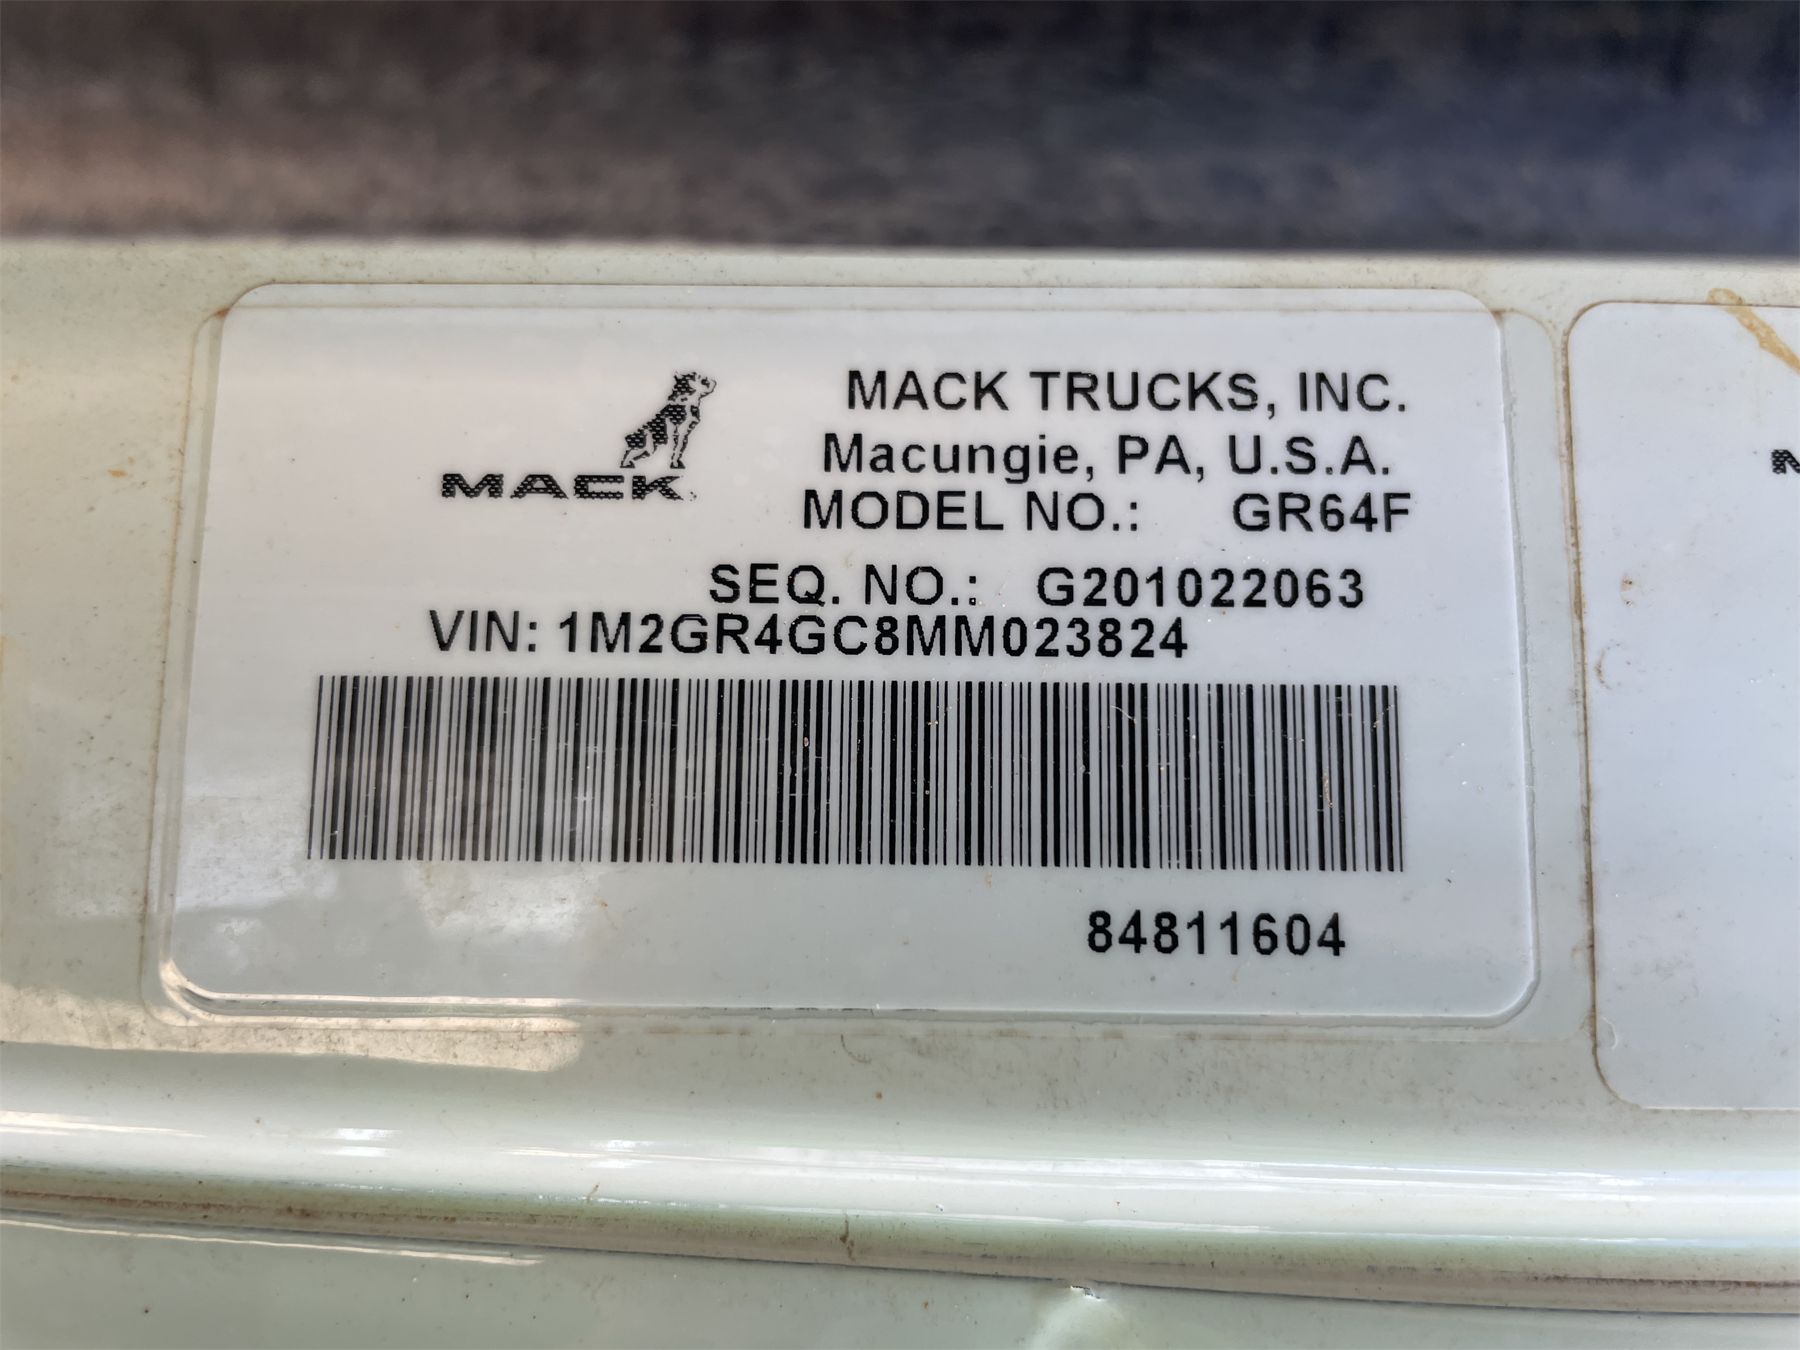 MACK
MACK TRUCKS, INC.
Macungie, PA, U.S.A.
MODEL NO.: GR64F
SEQ. NO.: G201022063
VIN: 1M2GR4GC8MM023824
84811604